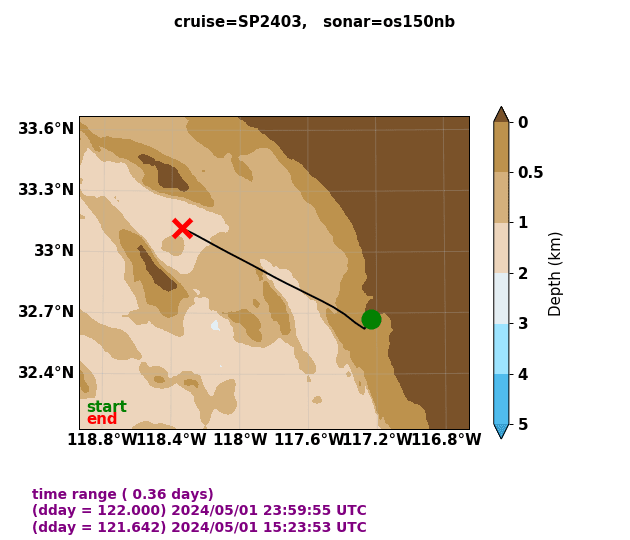 cruise=SP2403,   sonar=os150nb
33.6°N
33.3°N
33°N
32.7°N
32.4°N
start
end
118.8°W 118.4°W 118°W 117.6°W 117.2°W 116.8°W
0
0.5
1
2
3
4
5
Depth (km)
time range ( 0.36 days)
(dday = 122.000) 2024/05/01 23:59:55 UTC
(dday = 121.642) 2024/05/01 15:23:53 UTC